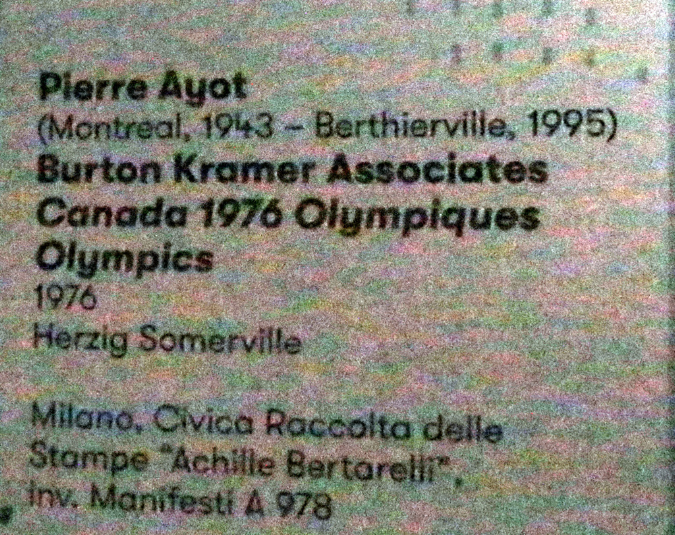 Pierre Ayot
(Montreal, 1943 – Berthierville, 1995)
Burton Kramer Associates
Canada 1976 Olympiques
Olympics
1976
Herzig Somerville
Milano, Civica Raccolta delle
Stampe "Achille Bertarelli",
inv. Manifesti A 978